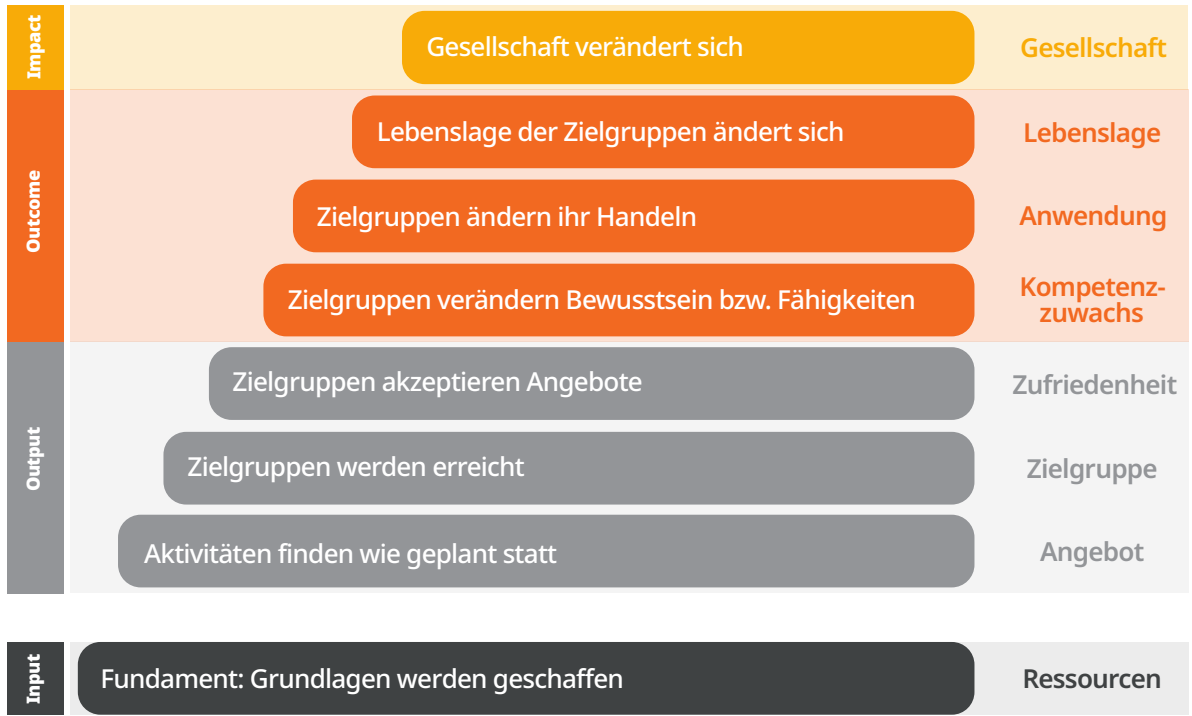 Impact
Gesellschaft verändert sich
Gesellschaft
Outcome
Lebenslage der Zielgruppen ändert sich
Lebenslage
Zielgruppen ändern ihr Handeln
Anwendung
Zielgruppen verändern Bewusstsein bzw. Fähigkeiten
Kompetenz-
zuwachs
Output
Zielgruppen akzeptieren Angebote
Zufriedenheit
Zielgruppen werden erreicht
Zielgruppe
Aktivitäten finden wie geplant statt
Angebot
Input
Fundament: Grundlagen werden geschaffen
Ressourcen